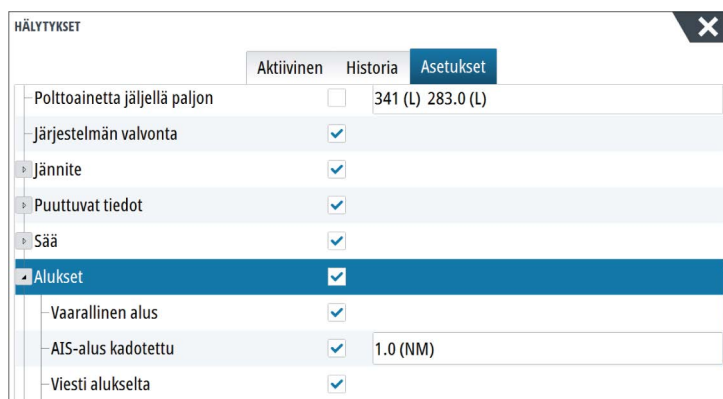 HÄLYTYKSET
Aktiivinen Historia Asetukset
Polttoainetta jäljellä paljon 341 (L) 283.0 (L)
Järjestelmän valvonta
Jännite
Puuttuvat tiedot
Sää
Alukset
Vaarallinen alus
AIS-alus kadotettu 1.0 (NM)
Viesti alukselta